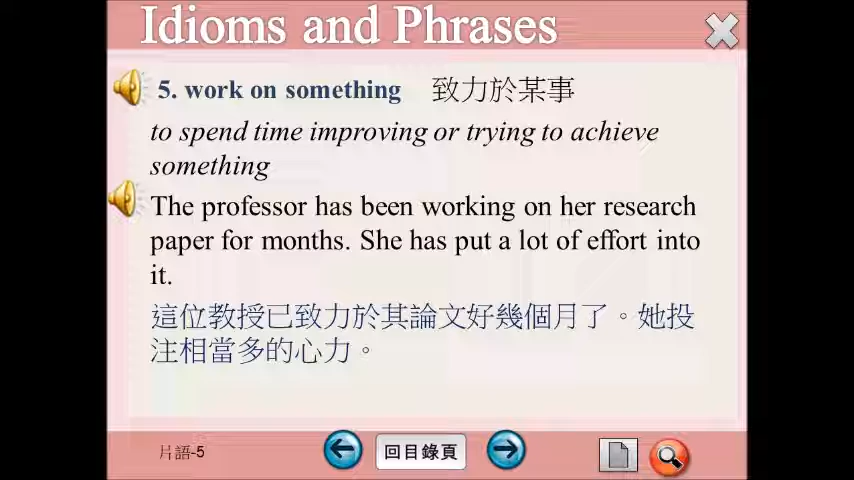 Idioms and Phrases
5. work on something 致力於某事
to spend time improving or trying to achieve
something
The professor has been working on her research
paper for months. She has put a lot of effort into
it.
這位教授已致力於其論文好幾個月了。她投
注相當多的心力。
片語-5
回目錄頁